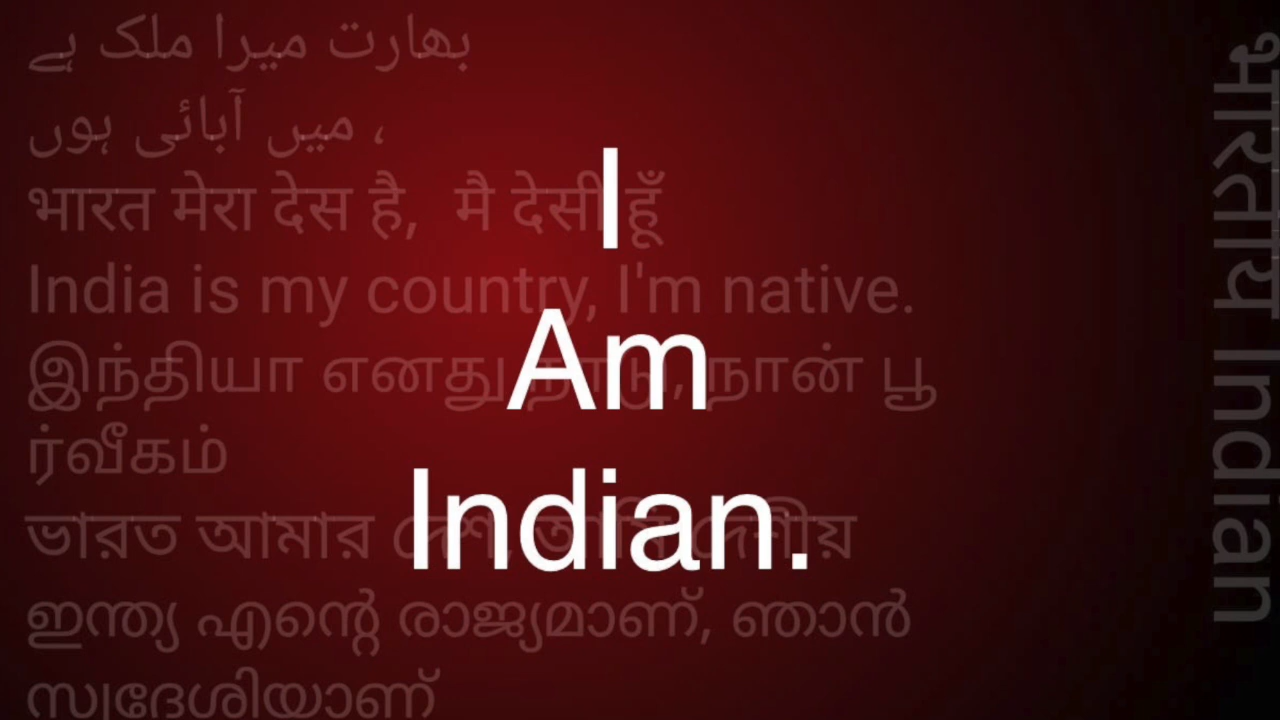 بھارت میرا ملک ہے
، میں آبائی ہوں
भारत मेरा देस है, मै देसी हूँ
India is my country, I'm native.
இந்தியா எனது நாடு, நான் பூ
ர்வீகம்
ভারত আমার দেশ, আমি দেশীয়
ഇന്ത്യ എന്റെ രാജ്യമാണ്, ഞാൻ
സ്വദേശിയാണ്
I
Am
Indian.
भारतीय Indian